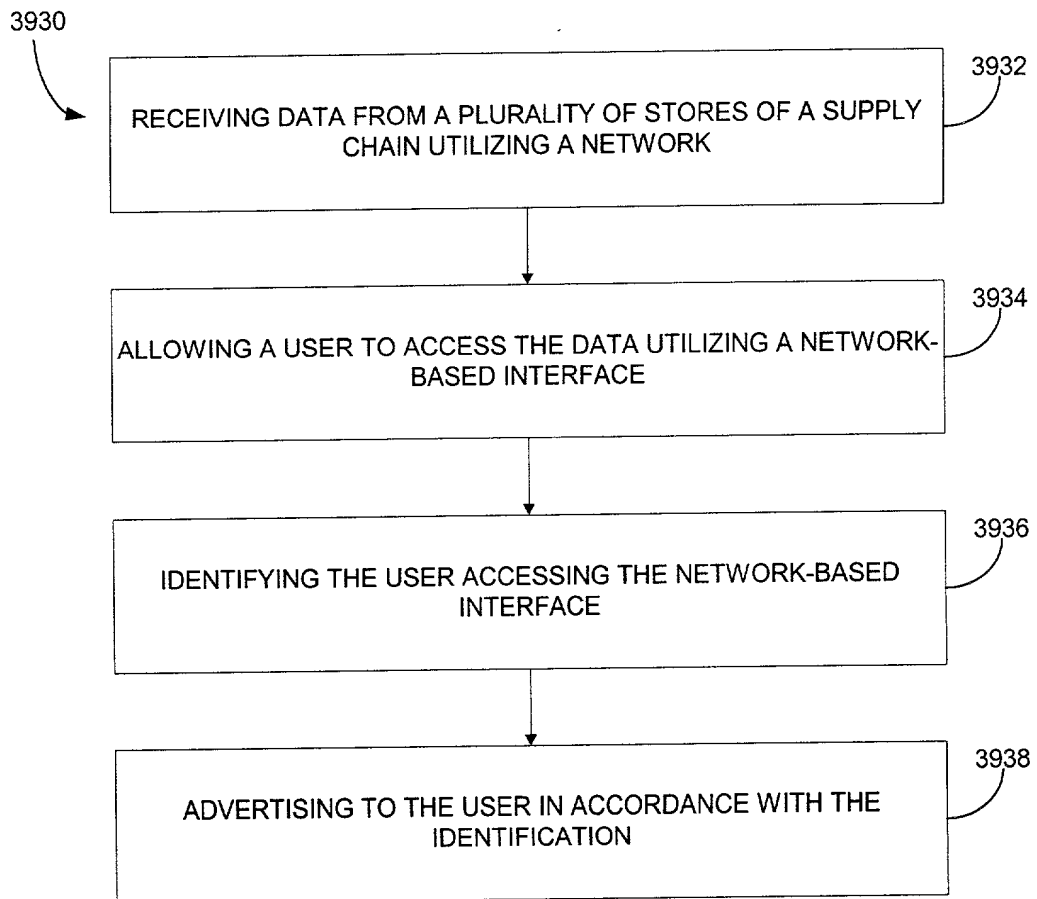 3930
3932
RECEIVING DATA FROM A PLURALITY OF STORES OF A SUPPLY
CHAIN UTILIZING A NETWORK
3934
ALLOWING A USER TO ACCESS THE DATA UTILIZING A NETWORK-
BASED INTERFACE
3936
IDENTIFYING THE USER ACCESSING THE NETWORK-BASED
INTERFACE
3938
ADVERTISING TO THE USER IN ACCORDANCE WITH THE
IDENTIFICATION